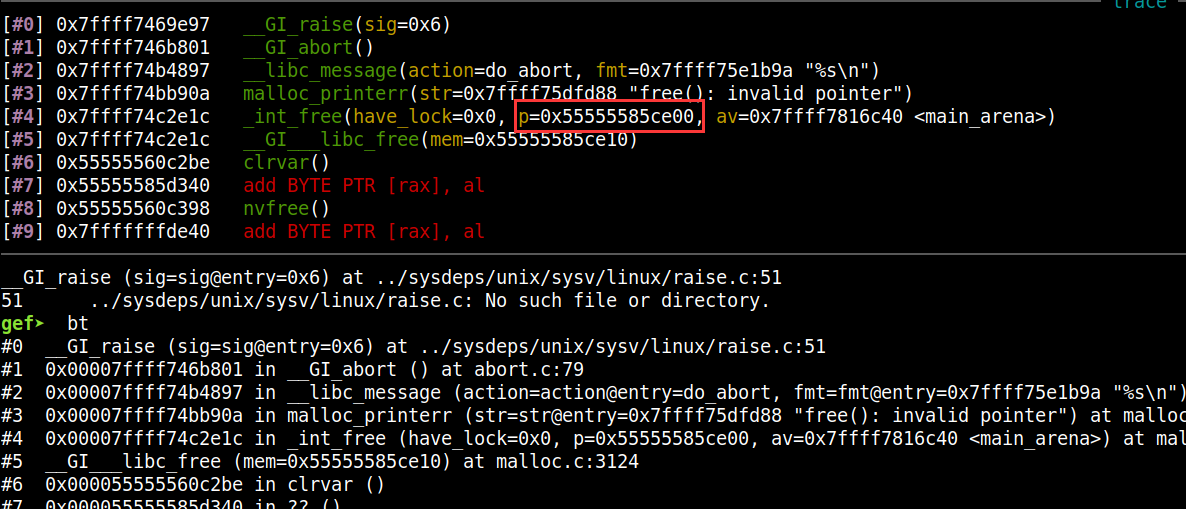 trace
[#0] 0x7ffff7469e97 __GI_raise(sig=0x6)
[#1] 0x7ffff746b801 __GI_abort()
[#2] 0x7ffff74b4897 __libc_message(action=do_abort, fmt=0x7ffff75e1b9a "%s\n")
[#3] 0x7ffff74bb90a malloc_printerr(str=0x7ffff75dfd88 "free(): invalid pointer")
[#4] 0x7ffff74c2e1c _int_free(have_lock=0x0, p=0x55555585ce00, av=0x7ffff7816c40 <main_arena>)
[#5] 0x7ffff74c2e1c __GI___libc_free(mem=0x55555585ce10)
[#6] 0x55555560c2be clrvar()
[#7] 0x55555585d340 add BYTE PTR [rax], al
[#8] 0x55555560c398 nvfree()
[#9] 0x7fffffffde40 add BYTE PTR [rax], al
__GI_raise (sig=sig@entry=0x6) at ../sysdeps/unix/sysv/linux/raise.c:51
51 ../sysdeps/unix/sysv/linux/raise.c: No such file or directory.
gef➤ bt
#0 __GI_raise (sig=sig@entry=0x6) at ../sysdeps/unix/sysv/linux/raise.c:51
#1 0x00007ffff746b801 in __GI_abort () at abort.c:79
#2 0x00007ffff74b4897 in __libc_message (action=action@entry=do_abort, fmt=fmt@entry=0x7ffff75e1b9a "%s\n")
#3 0x00007ffff74bb90a in malloc_printerr (str=str@entry=0x7ffff75dfd88 "free(): invalid pointer") at malloc
#4 0x00007ffff74c2e1c in _int_free (have_lock=0x0, p=0x55555585ce00, av=0x7ffff7816c40 <main_arena>) at mal
#5 __GI___libc_free (mem=0x55555585ce10) at malloc.c:3124
#6 0x000055555560c2be in clrvar ()
#7 0x000055555585d340 in ?? ()